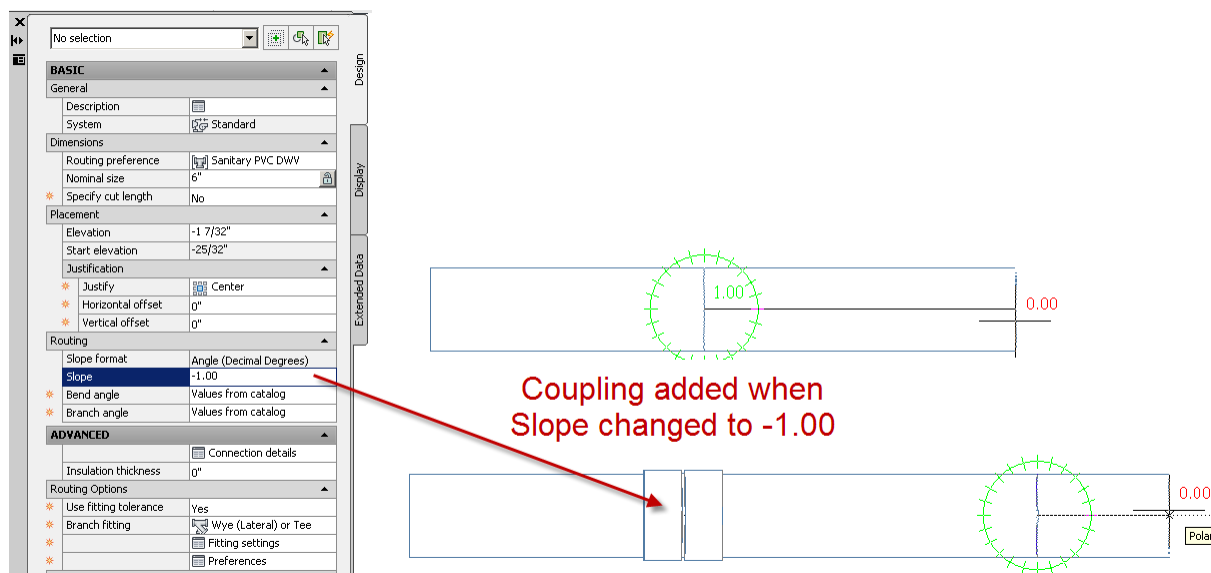 No selection
BASIC
General
Description
System Standard
Dimensions
Routing preference Sanitary PVC DWV
Nominal size 6"
Specify cut length No
Placement
Elevation -1 7/32"
Start elevation -25/32"
Justification
Justify Center
Horizontal offset 0"
Vertical offset 0"
Routing
Slope format Angle (Decimal Degrees)
Slope -1.00
Bend angle Values from catalog
Branch angle Values from catalog
ADVANCED
Connection details
Insulation thickness 0"
Routing Options
Use fitting tolerance Yes
Branch fitting Wye (Lateral) or Tee
Fitting settings
Preferences
Design
Display
Extended Data
1.00
0.00
Coupling added when
Slope changed to -1.00
0.00
Polar